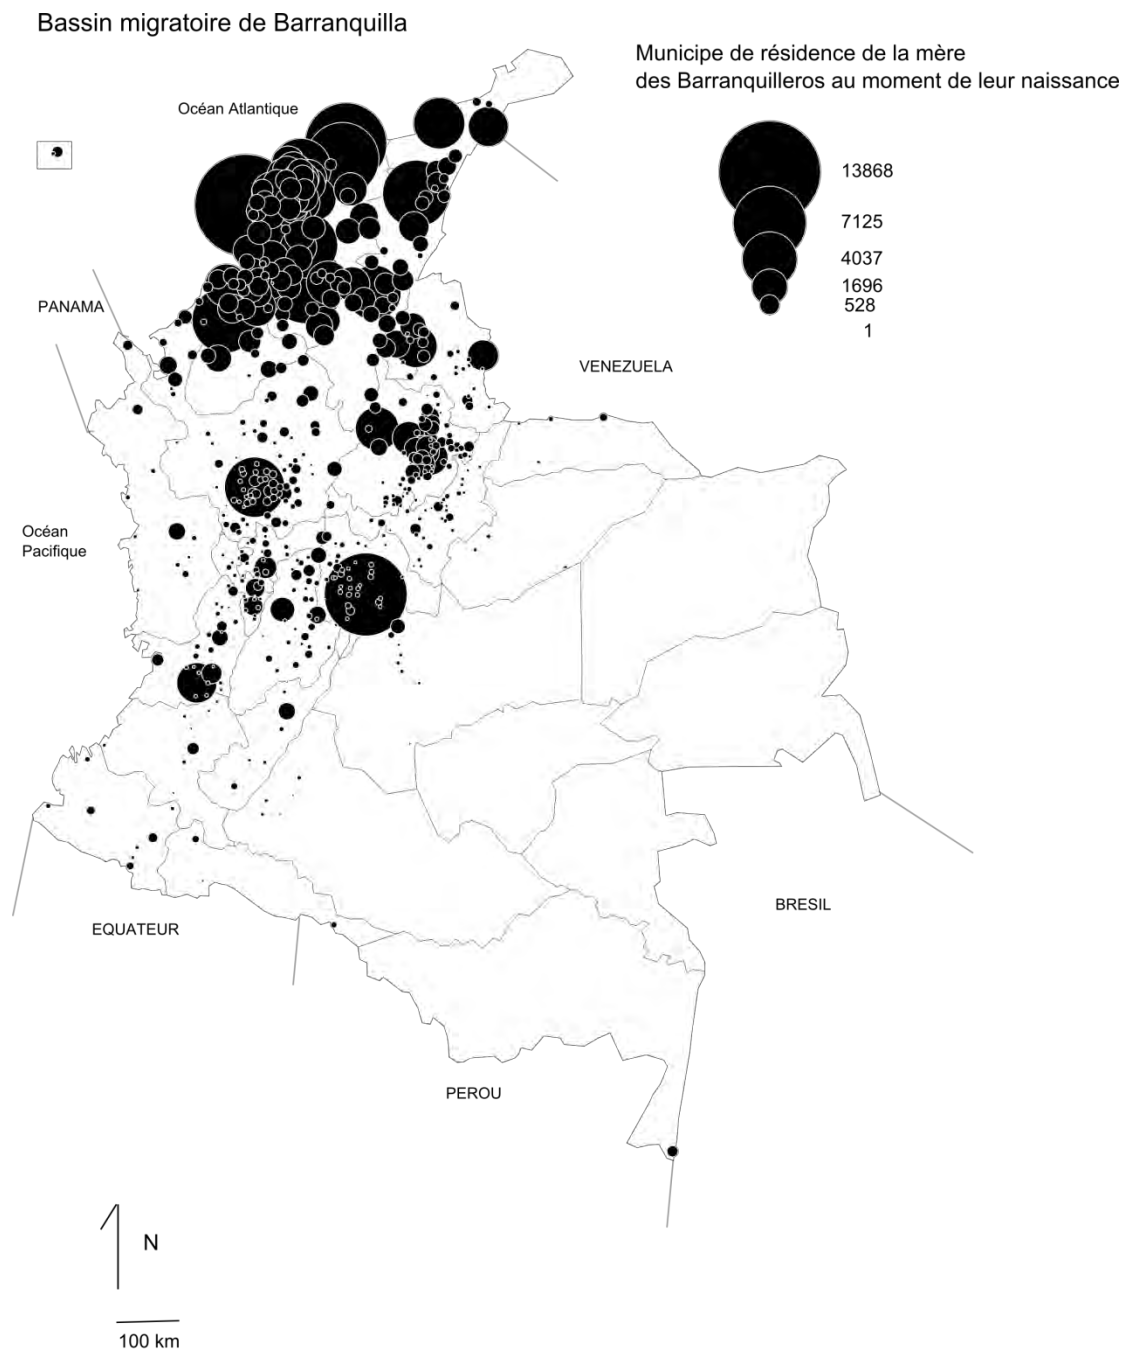 Bassin migratoire de Barranquilla
Municipe de résidence de la mère
des Barranquilleros au moment de leur naissance
Océan Atlantique
13868
7125
4037
1696
528
1
PANAMA
VENEZUELA
Océan
Pacifique
BRESIL
EQUATEUR
PEROU
N
100 km